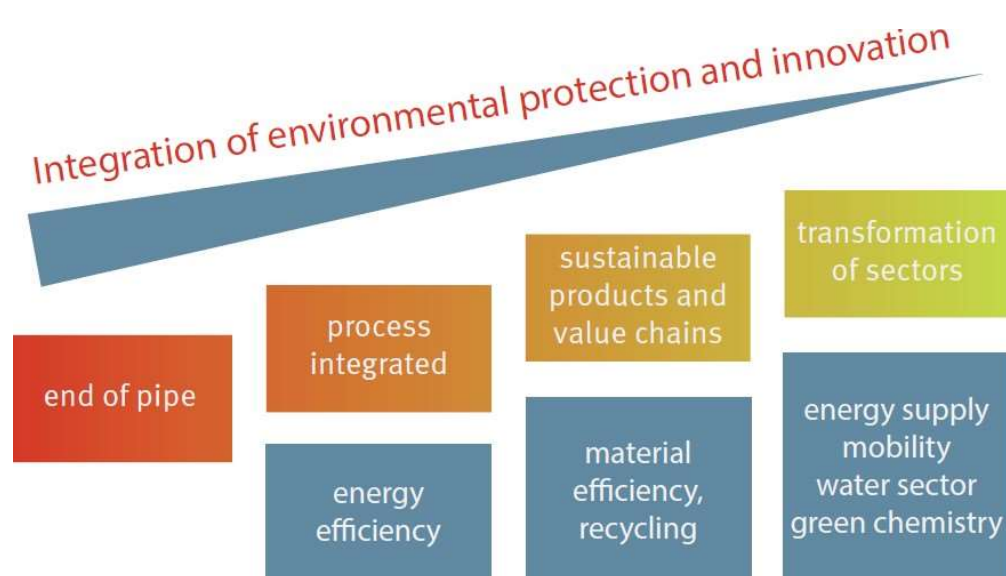 Integration of environmental protection and innovation
end of pipe
process
integrated
energy
efficiency
sustainable
products and
value chains
material
efficiency,
recycling
transformation
of sectors
energy supply
mobility
water sector
green chemistry